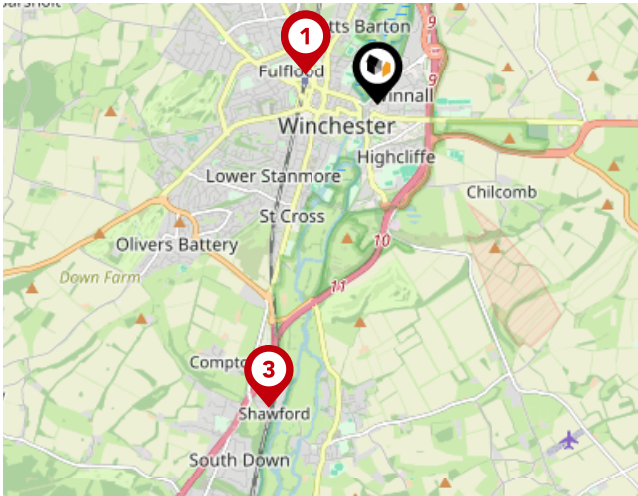 9
1
Fulflood
9
Winchester
Highcliffe
Lower Stanmore
Chilcomb
St Cross
Olivers Battery
10
Down Farm
11
3
Shawford
South Down